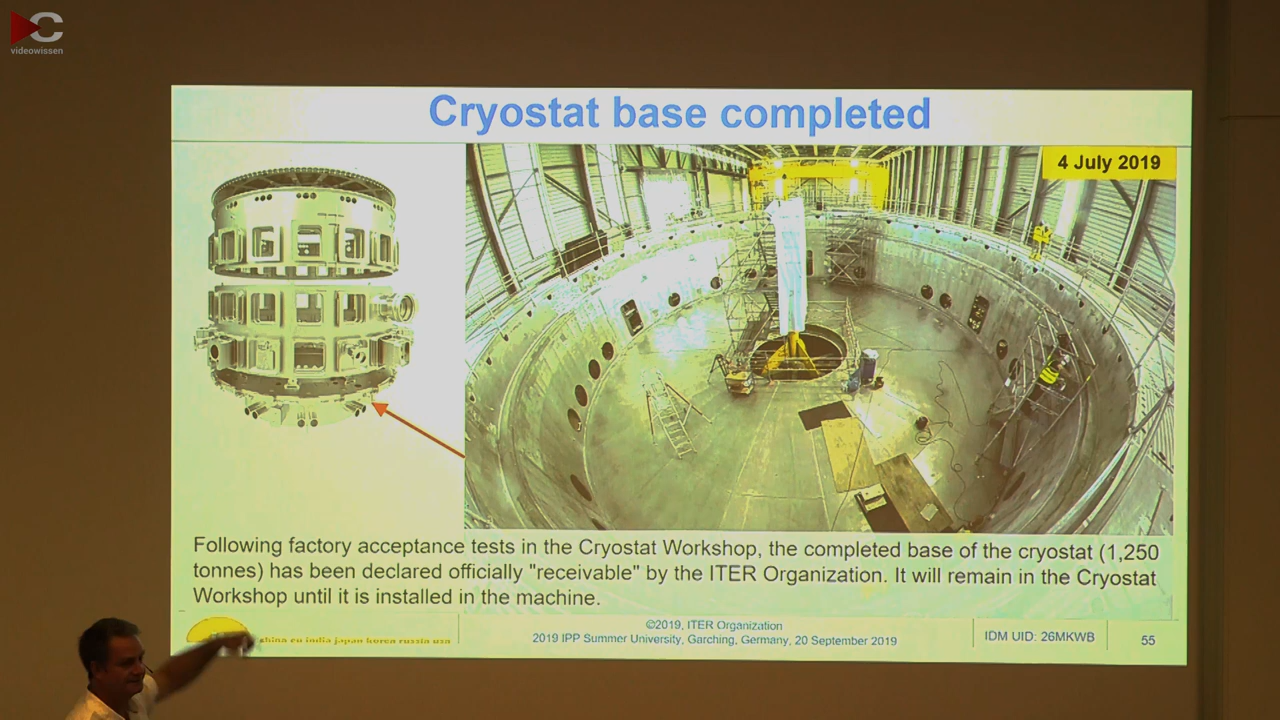 videowissen
Cryostat base completed
4 July 2019
Following factory acceptance tests in the Cryostat Workshop, the completed base of the cryostat (1,250
tonnes) has been declared officially "receivable" by the ITER Organization. It will remain in the Cryostat
Workshop until it is installed in the machine.
china eu india japan korea russia usa
©2019, ITER Organization
2019 IPP Summer University, Garching, Germany, 20 September 2019
IDM UID: 26MKWB
55